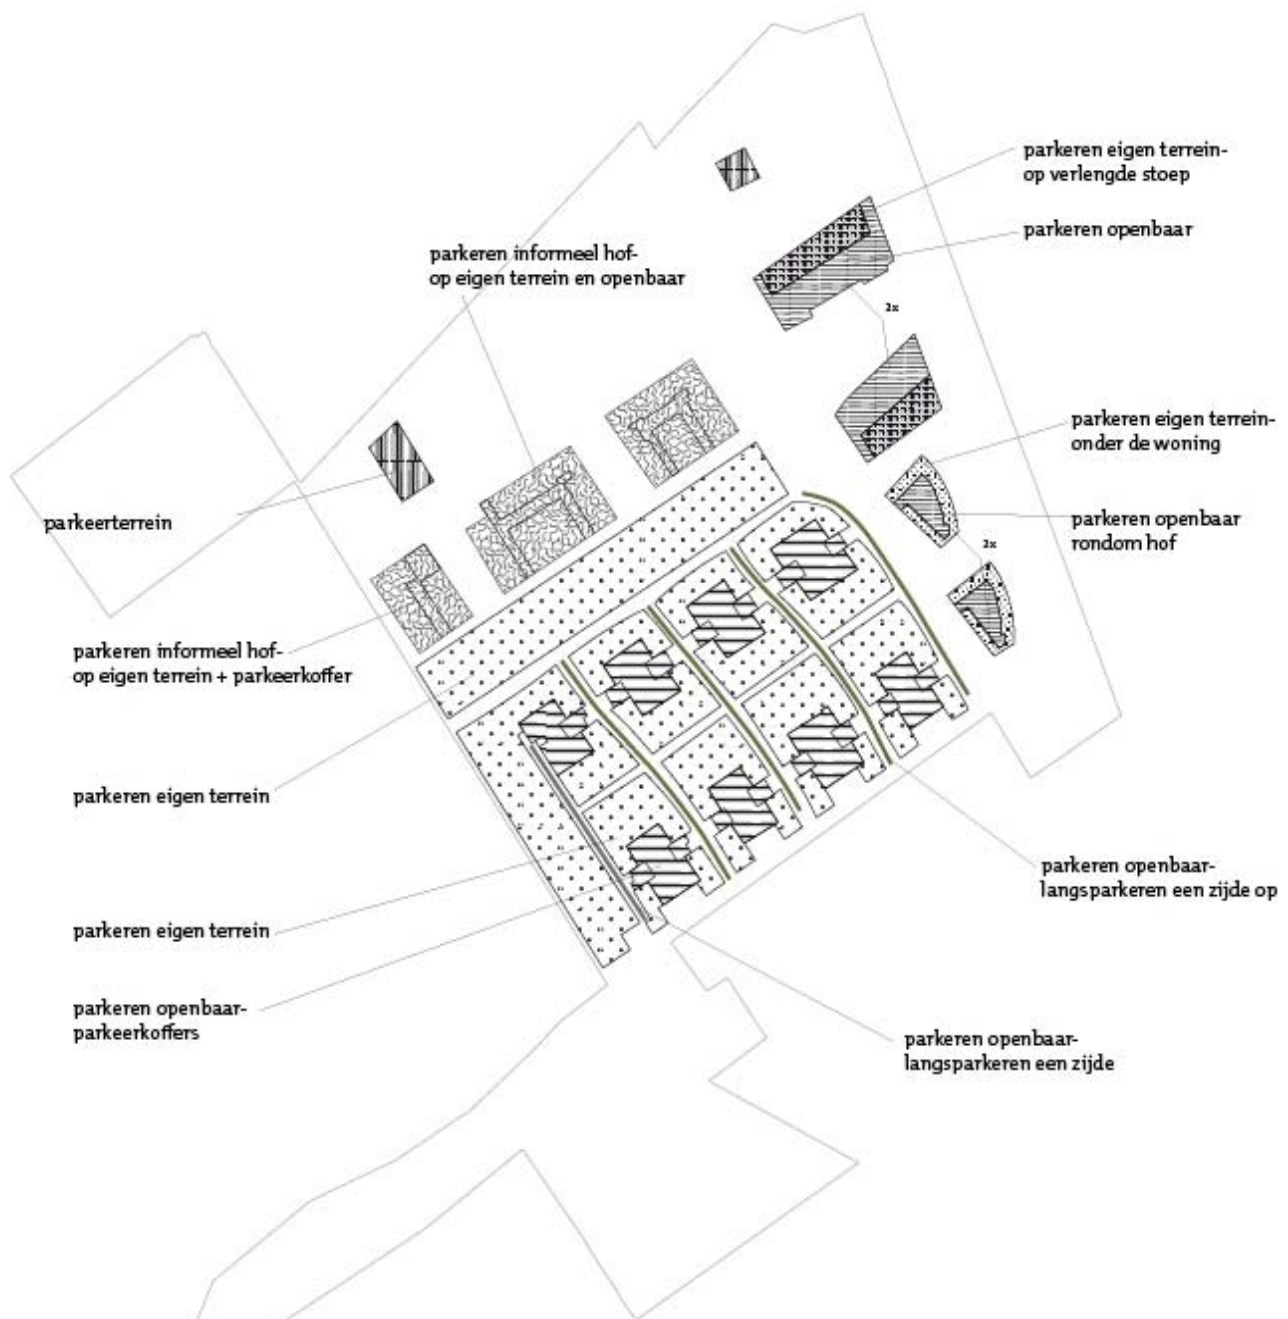 parkeren eigen terrein-
op verlengde stoep
parkeren openbaar
parkeren informeel hof-
op eigen terrein en openbaar
2x
parkeren eigen terrein-
onder de woning
parkeerterrein
parkeren openbaar
rondom hof
2x
parkeren informeel hof-
op eigen terrein + parkeerkoffer
parkeren eigen terrein
parkeren openbaar-
langsparkeren een zijde op
parkeren eigen terrein
parkeren openbaar-
parkeerkoffers
parkeren openbaar-
langsparkeren een zijde